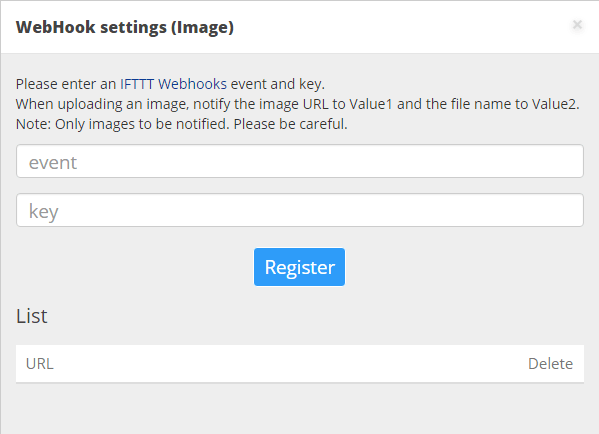 WebHook settings (Image)
×
Please enter an IFTTT Webhooks event and key.
When uploading an image, notify the image URL to Value1 and the file name to Value2.
Note: Only images to be notified. Please be careful.
event
key
Register
List
URL Delete